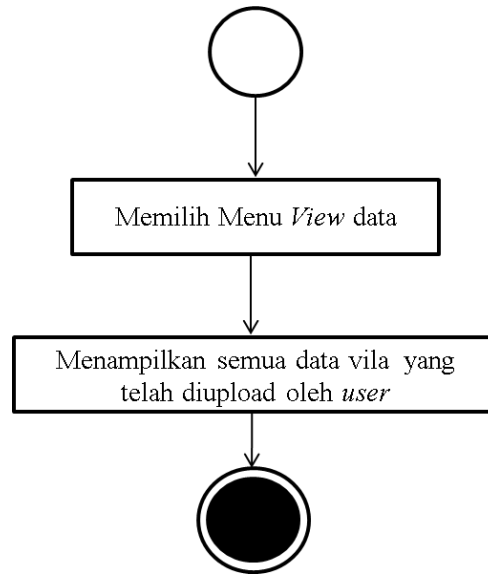 Memilih Menu View data
Menampilkan semua data vila yang
telah diupload oleh user